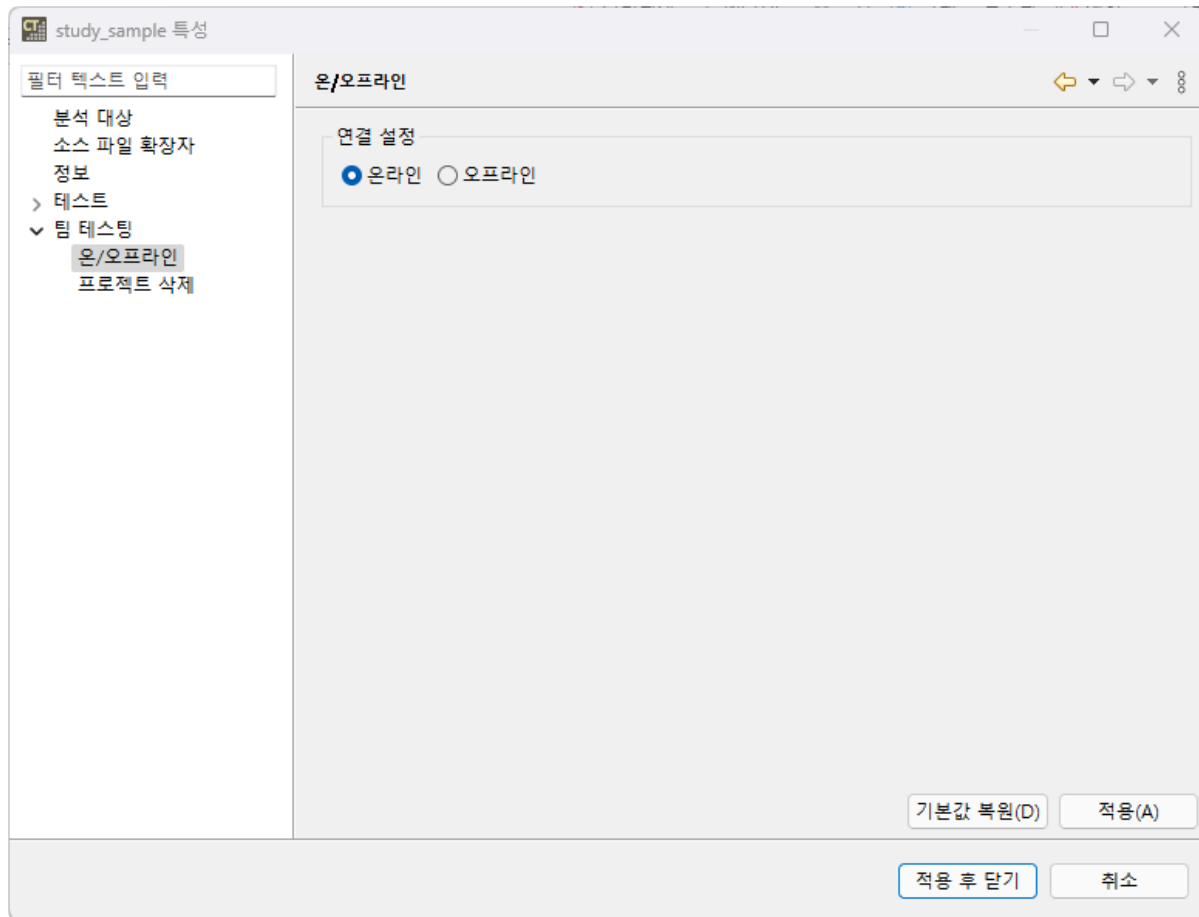 study_sample 특성
필터 텍스트 입력
분석 대상
소스 파일 확장자
정보
테스트
팀 테스팅
온/오프라인
프로젝트 삭제
온/오프라인
연결 설정
온라인 오프라인
기본값 복원(D) 적용(A)
적용 후 닫기 취소